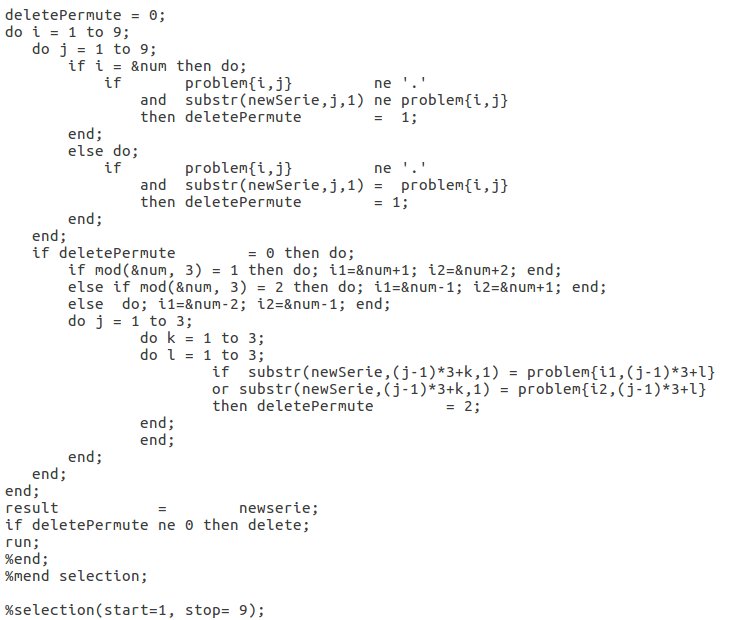 deletePermute = 0;
do i = 1 to 9;
   do j = 1 to 9;
       if i = &num then do;
           if       problem{i,j}         ne '.'
               and  substr(newSerie,j,1) ne problem{i,j}
               then deletePermute        =  1;
       end;
       else do;
           if       problem{i,j}         ne '.'
               and  substr(newSerie,j,1) =  problem{i,j}
               then deletePermute        = 1;
       end;
   end;
   if deletePermute        = 0 then do;
       if mod(&num, 3) = 1 then do; i1=&num+1; i2=&num+2; end;
       else if mod(&num, 3) = 2 then do; i1=&num-1; i2=&num+1; end;
       else  do; i1=&num-2; i2=&num-1; end;
       do j = 1 to 3;
               do k = 1 to 3;
               do l = 1 to 3;
                       if  substr(newSerie,(j-1)*3+k,1) = problem{i1,(j-1)*3+l}
                       or substr(newSerie,(j-1)*3+k,1) = problem{i2,(j-1)*3+l}
                       then deletePermute        = 2;
               end;
               end;
       end;
   end;
end;
result           =        newserie;
if deletePermute ne 0 then delete;
run;
%end;
%mend selection;

%selection(start=1, stop= 9);